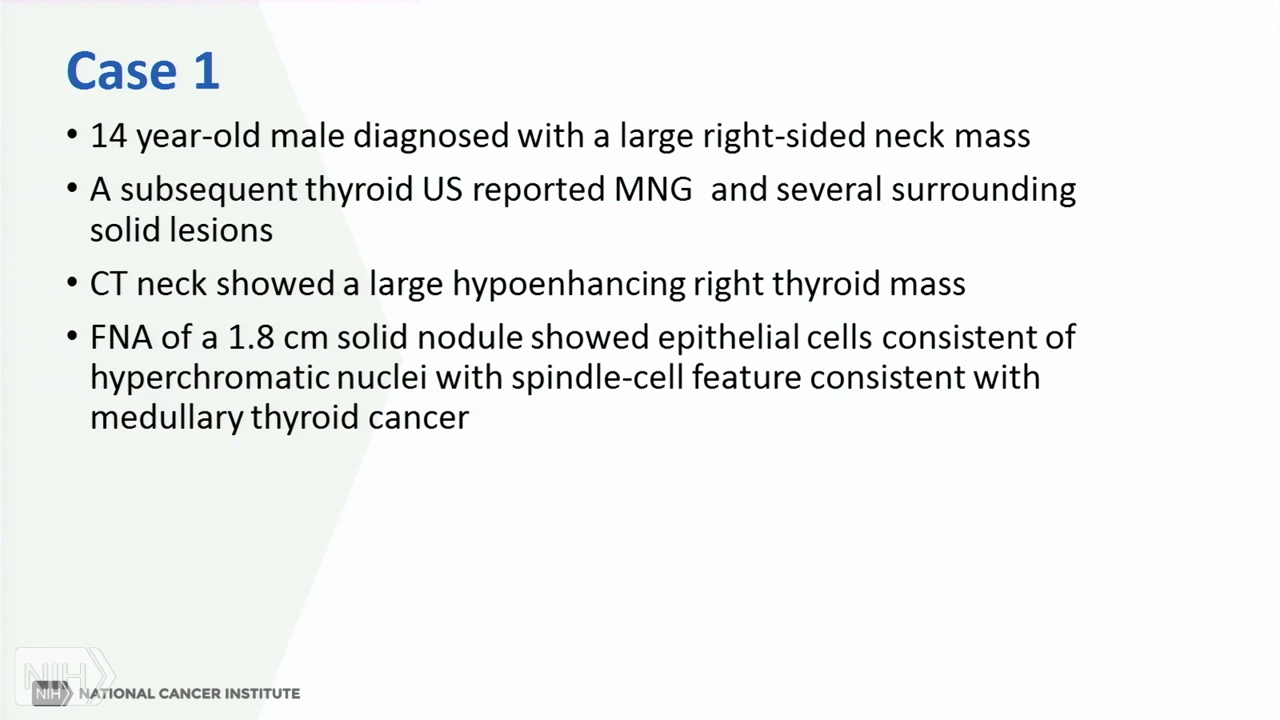 Case 1
• 14 year-old male diagnosed with a large right-sided neck mass
• A subsequent thyroid US reported MNG and several surrounding
solid lesions
• CT neck showed a large hypoenhancing right thyroid mass
• FNA of a 1.8 cm solid nodule showed epithelial cells consistent of
hyperchromatic nuclei with spindle-cell feature consistent with
medullary thyroid cancer
NIH
NIH NATIONAL CANCER INSTITUTE